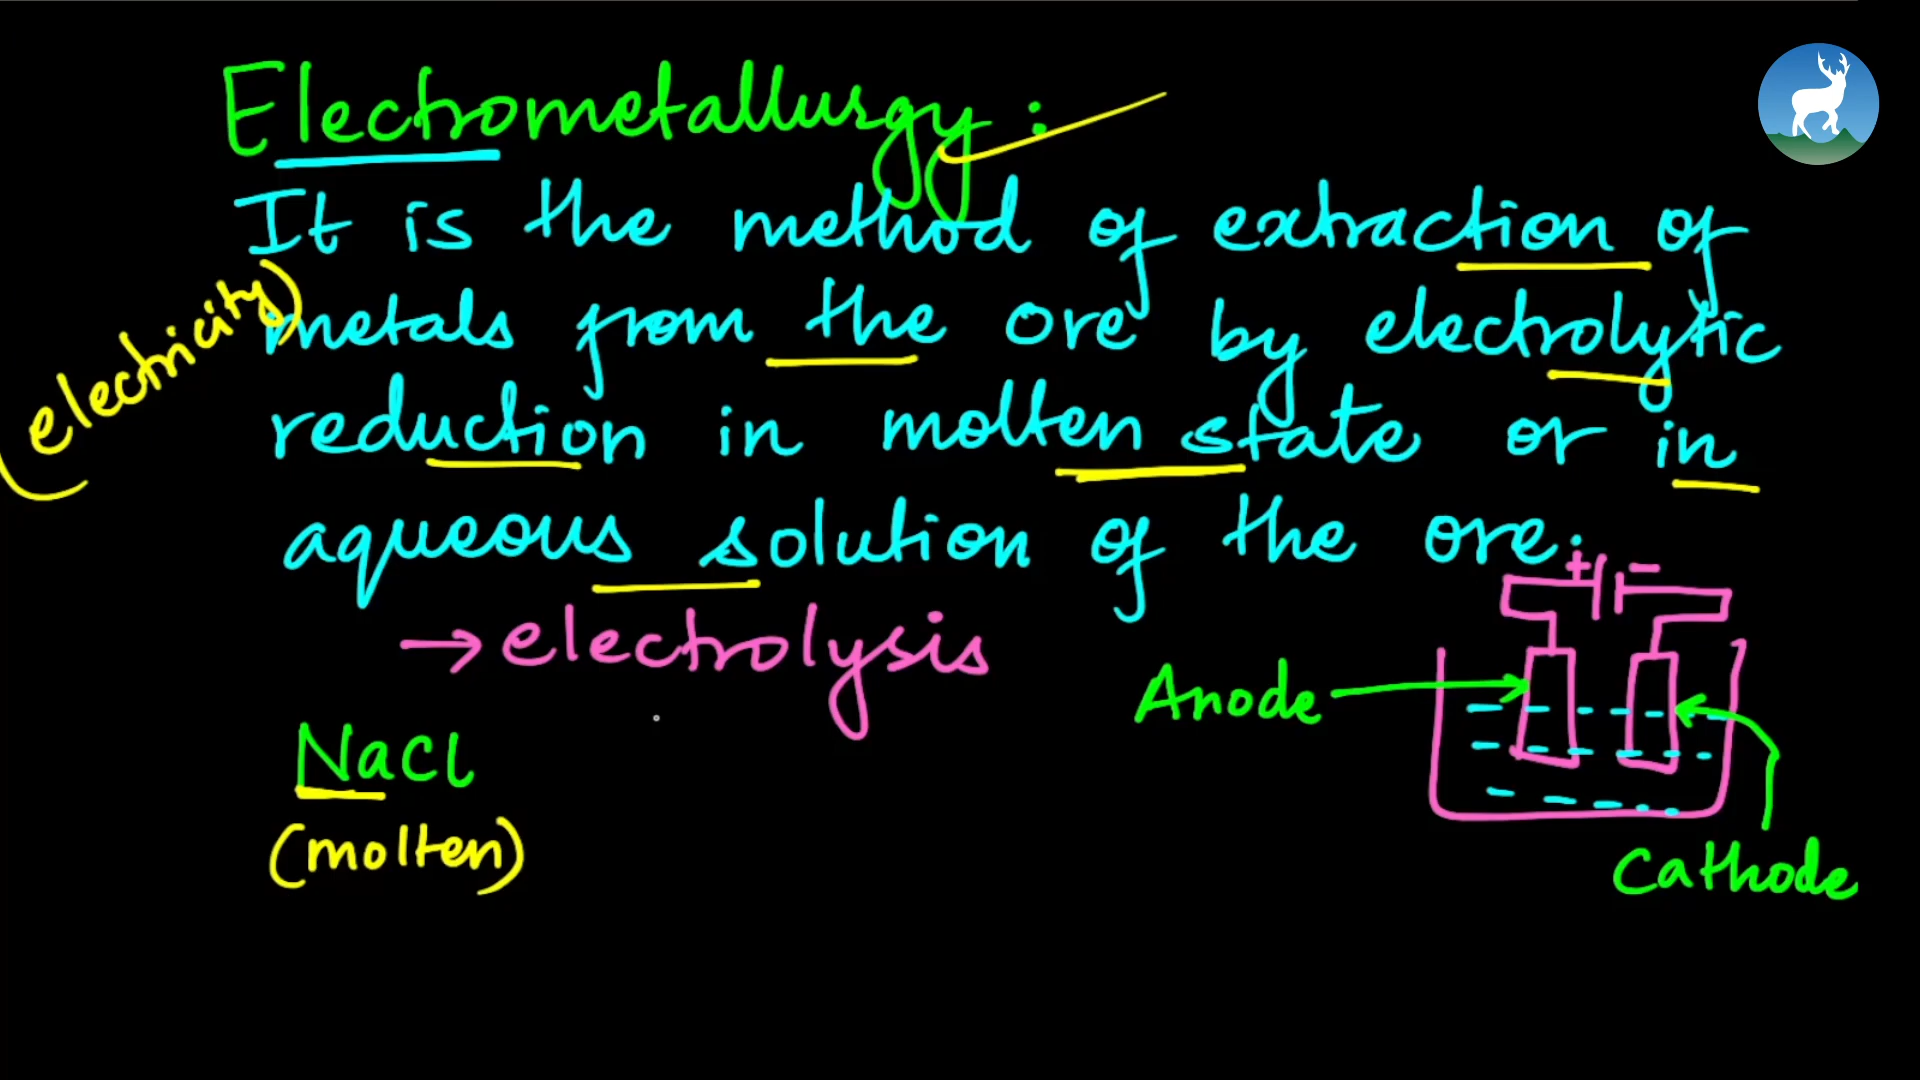 Electrometallurgy:
It is the method of extraction of
(electricity)
metals from the ore by electrolytic
reduction in molten state or in
aqueous solution of the ore.
+ -
→ electrolysis
Anode
NaCl
(molten)
Cathode